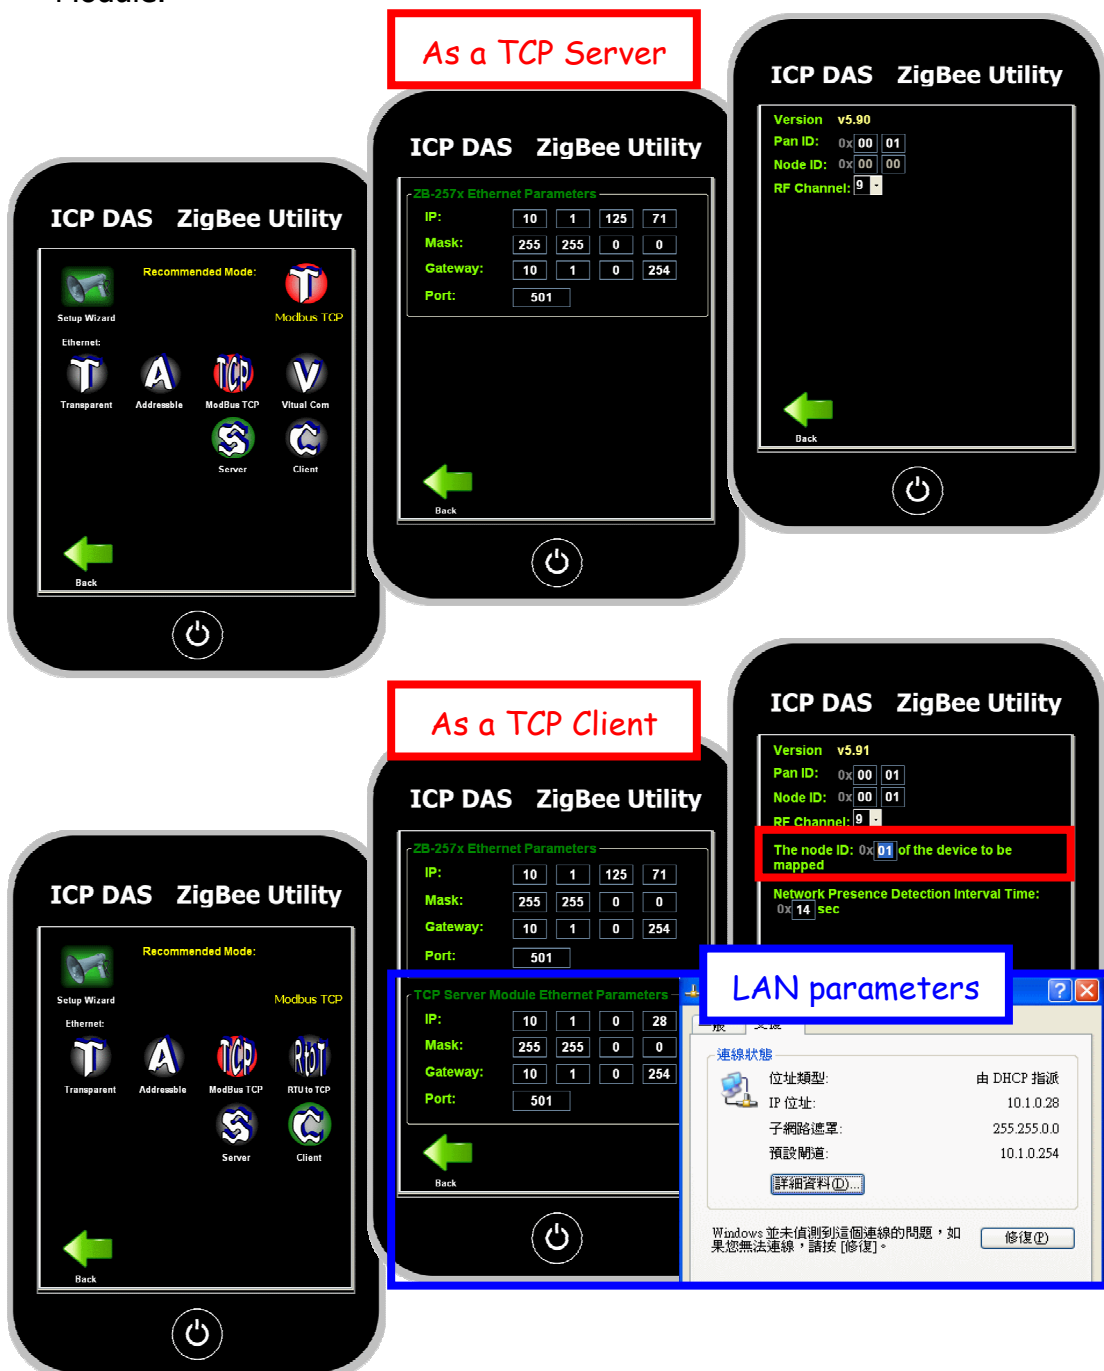 Module.
As a TCP Server
ICP DAS ZigBee Utility
Recommended Mode:
Setup Wizard
Modbus TCP
Ethernet:
Transparent Addressble ModBus TCP Vitual Com
Server Client
Back
ICP DAS ZigBee Utility
ZB-257x Ethernet Parameters
IP: 10 1 125 71
Mask: 255 255 0 0
Gateway: 10 1 0 254
Port: 501
Back
ICP DAS ZigBee Utility
Version v5.90
Pan ID: 0x 00 01
Node ID: 0x 00 00
RF Channel: 9
Back
As a TCP Client
ICP DAS ZigBee Utility
Recommended Mode:
Setup Wizard
Modbus TCP
Ethernet:
Transparent Addressble ModBus TCP RTU to TCP
Server Client
Back
ICP DAS ZigBee Utility
ZB-257x Ethernet Parameters
IP: 10 1 125 71
Mask: 255 255 0 0
Gateway: 10 1 0 254
Port: 501
TCP Server Module Ethernet Parameters
IP: 10 1 0 28
Mask: 255 255 0 0
Gateway: 10 1 0 254
Port: 501
Back
ICP DAS ZigBee Utility
Version v5.91
Pan ID: 0x 00 01
Node ID: 0x 00 01
RF Channel: 9
The node ID: 0x 01 of the device to be
mapped
Network Presence Detection Interval Time:
0x 14 sec
LAN parameters
連線狀態
位址類型: 由 DHCP 指派
IP 位址: 10.1.0.28
子網路遮罩: 255.255.0.0
預設閘道: 10.1.0.254
詳細資料(D)...
Windows 並未偵測到這個連線的問題，如
果您無法連線，請按 [修復]。
修復(P)